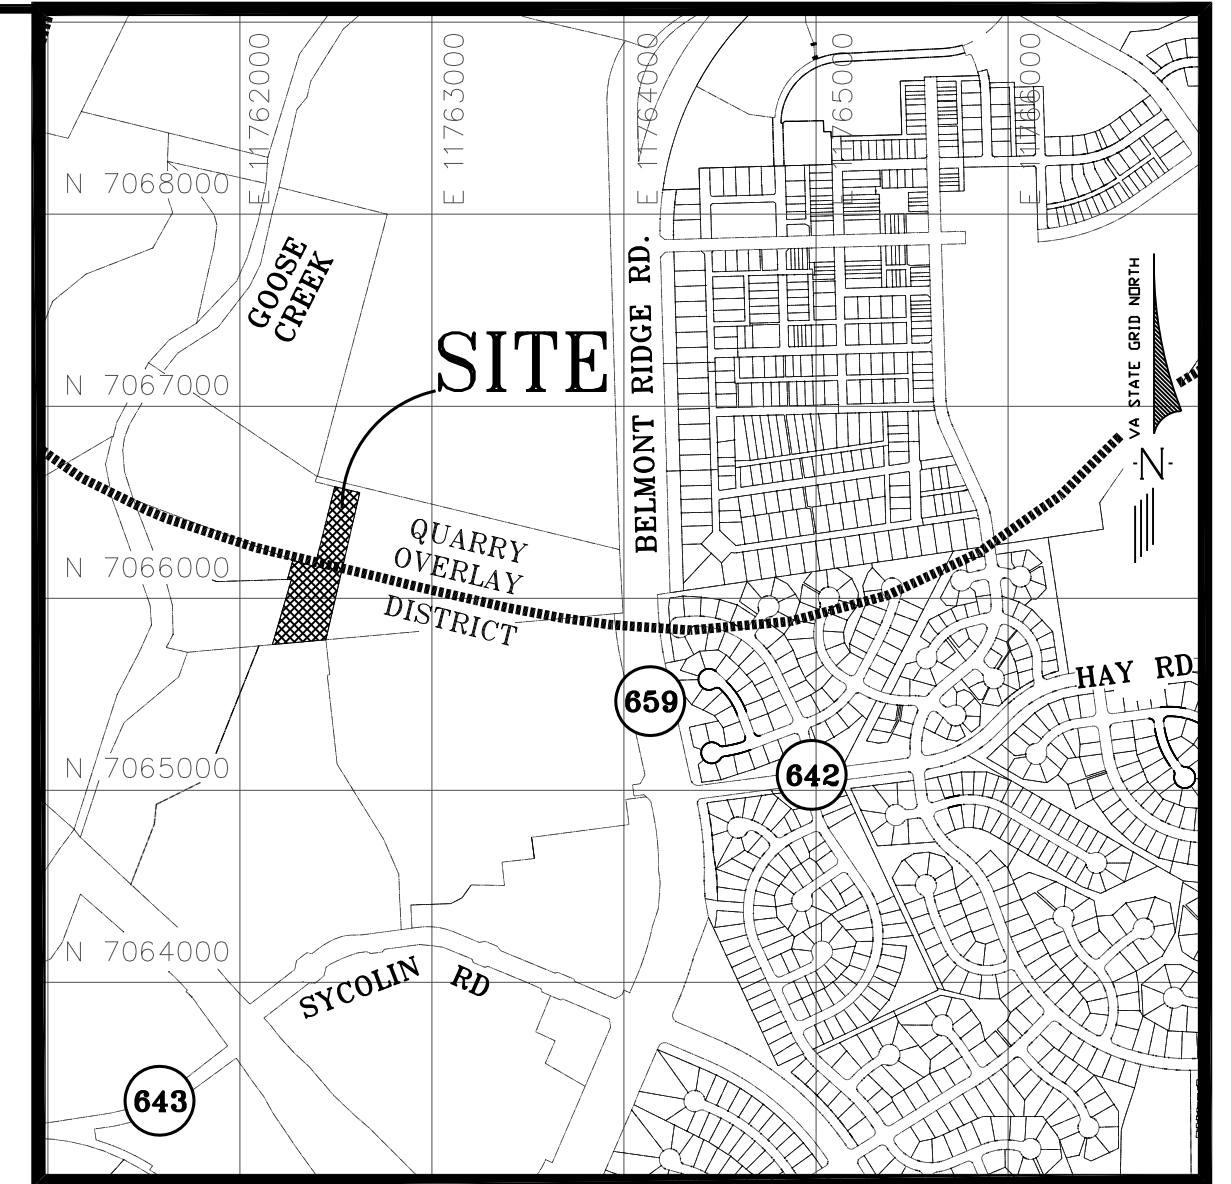 E 11762000
E 11763000
E 11764000
E 11765000
E 11766000
N 7068000
GOOSE
CREEK
SITE
BELMONT RIDGE RD.
VA STATE GRID NORTH
N 7067000
-N-
QUARRY
OVERLAY
DISTRICT
N 7066000
HAY RD
659
642
N 7065000
N 7064000
SYCOLIN RD
643